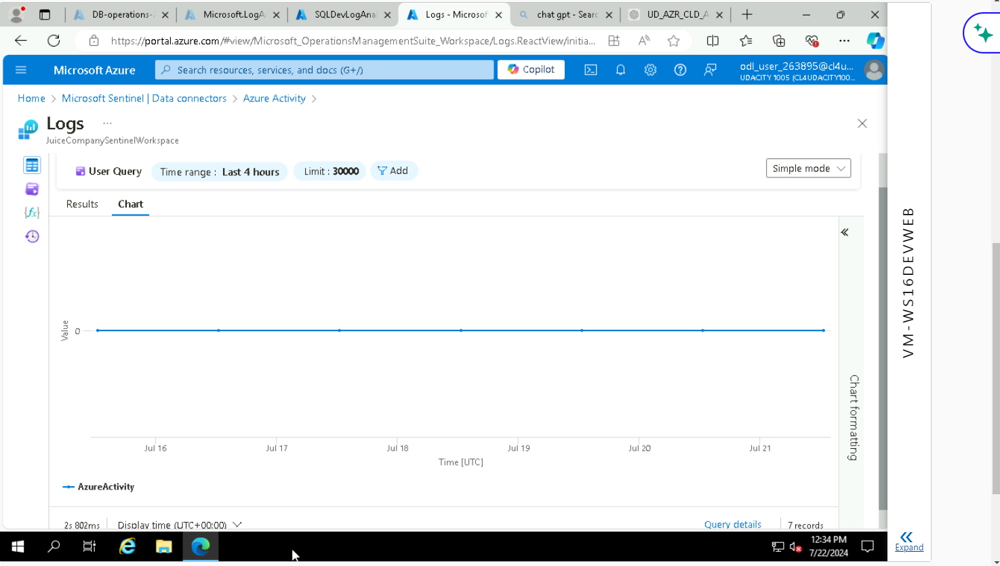 DB-operations-2
Microsoft.LogA
SQLDevLogAnal
Logs - Microsof
chat gpt - Searc
UD_AZR_CLD_A
https://portal.azure.com/#view/Microsoft_OperationsManagementSuite_Workspace/Logs.ReactView/initia...
Microsoft Azure
Search resources, services, and docs (G+/)
Copilot
odl_user_263895@cl4u...
UDACITY 1005 (CL4UDACITY100...
Home > Microsoft Sentinel | Data connectors > Azure Activity >
Logs ...
JuiceCompanySentinelWorkspace
User Query
Time range : Last 4 hours
Limit : 30000
Add
Simple mode
Results
Chart
Value
0
Jul 16
Jul 17
Jul 18
Jul 19
Jul 20
Jul 21
Time [UTC]
AzureActivity
Chart formatting
2s 802ms
Display time (UTC+00:00)
Query details
7 records
12:34 PM
7/22/2024
VM-WS16DEVWEB
Expand